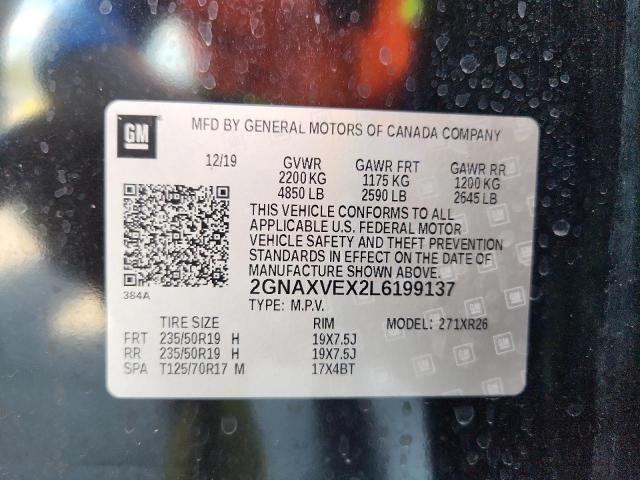 GM
MFD BY GENERAL MOTORS OF CANADA COMPANY
12/19 GVWR GAWR FRT GAWR RR
2200 KG 1175 KG 1200 KG
4850 LB 2590 LB 2645 LB
THIS VEHICLE CONFORMS TO ALL
APPLICABLE U.S. FEDERAL MOTOR
VEHICLE SAFETY AND THEFT PREVENTION
STANDARDS IN EFFECT ON THE DATE OF
MANUFACTURE SHOWN ABOVE.
384A
2GNAXVEX2L6199137
TYPE: M.P.V.
TIRE SIZE RIM MODEL: 271XR26
FRT 235/50R19 H 19X7.5J
RR 235/50R19 H 19X7.5J
SPA T125/70R17 M 17X4BT